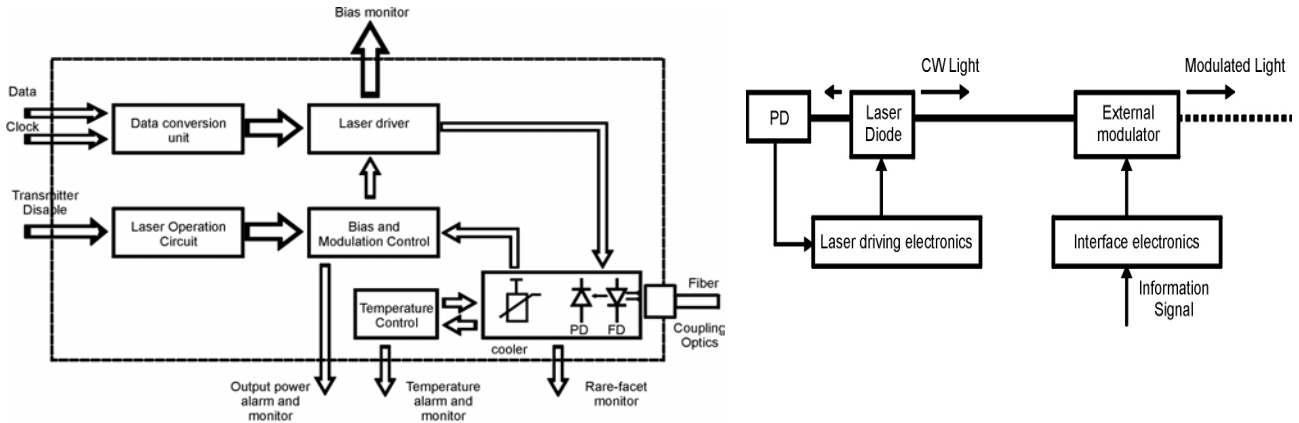 Bias monitor
Data
Clock
Data conversion
unit
Laser driver
Transmitter
Disable
Laser Operation
Circuit
Bias and
Modulation Control
Temperature
Control
PD
FD
cooler
Fiber
Coupling
Optics
Output power
alarm and
monitor
Temperature
alarm and
monitor
Rare-facet
monitor
CW Light
Modulated Light
PD
Laser
Diode
External
modulator
Laser driving electronics
Interface electronics
Information
Signal